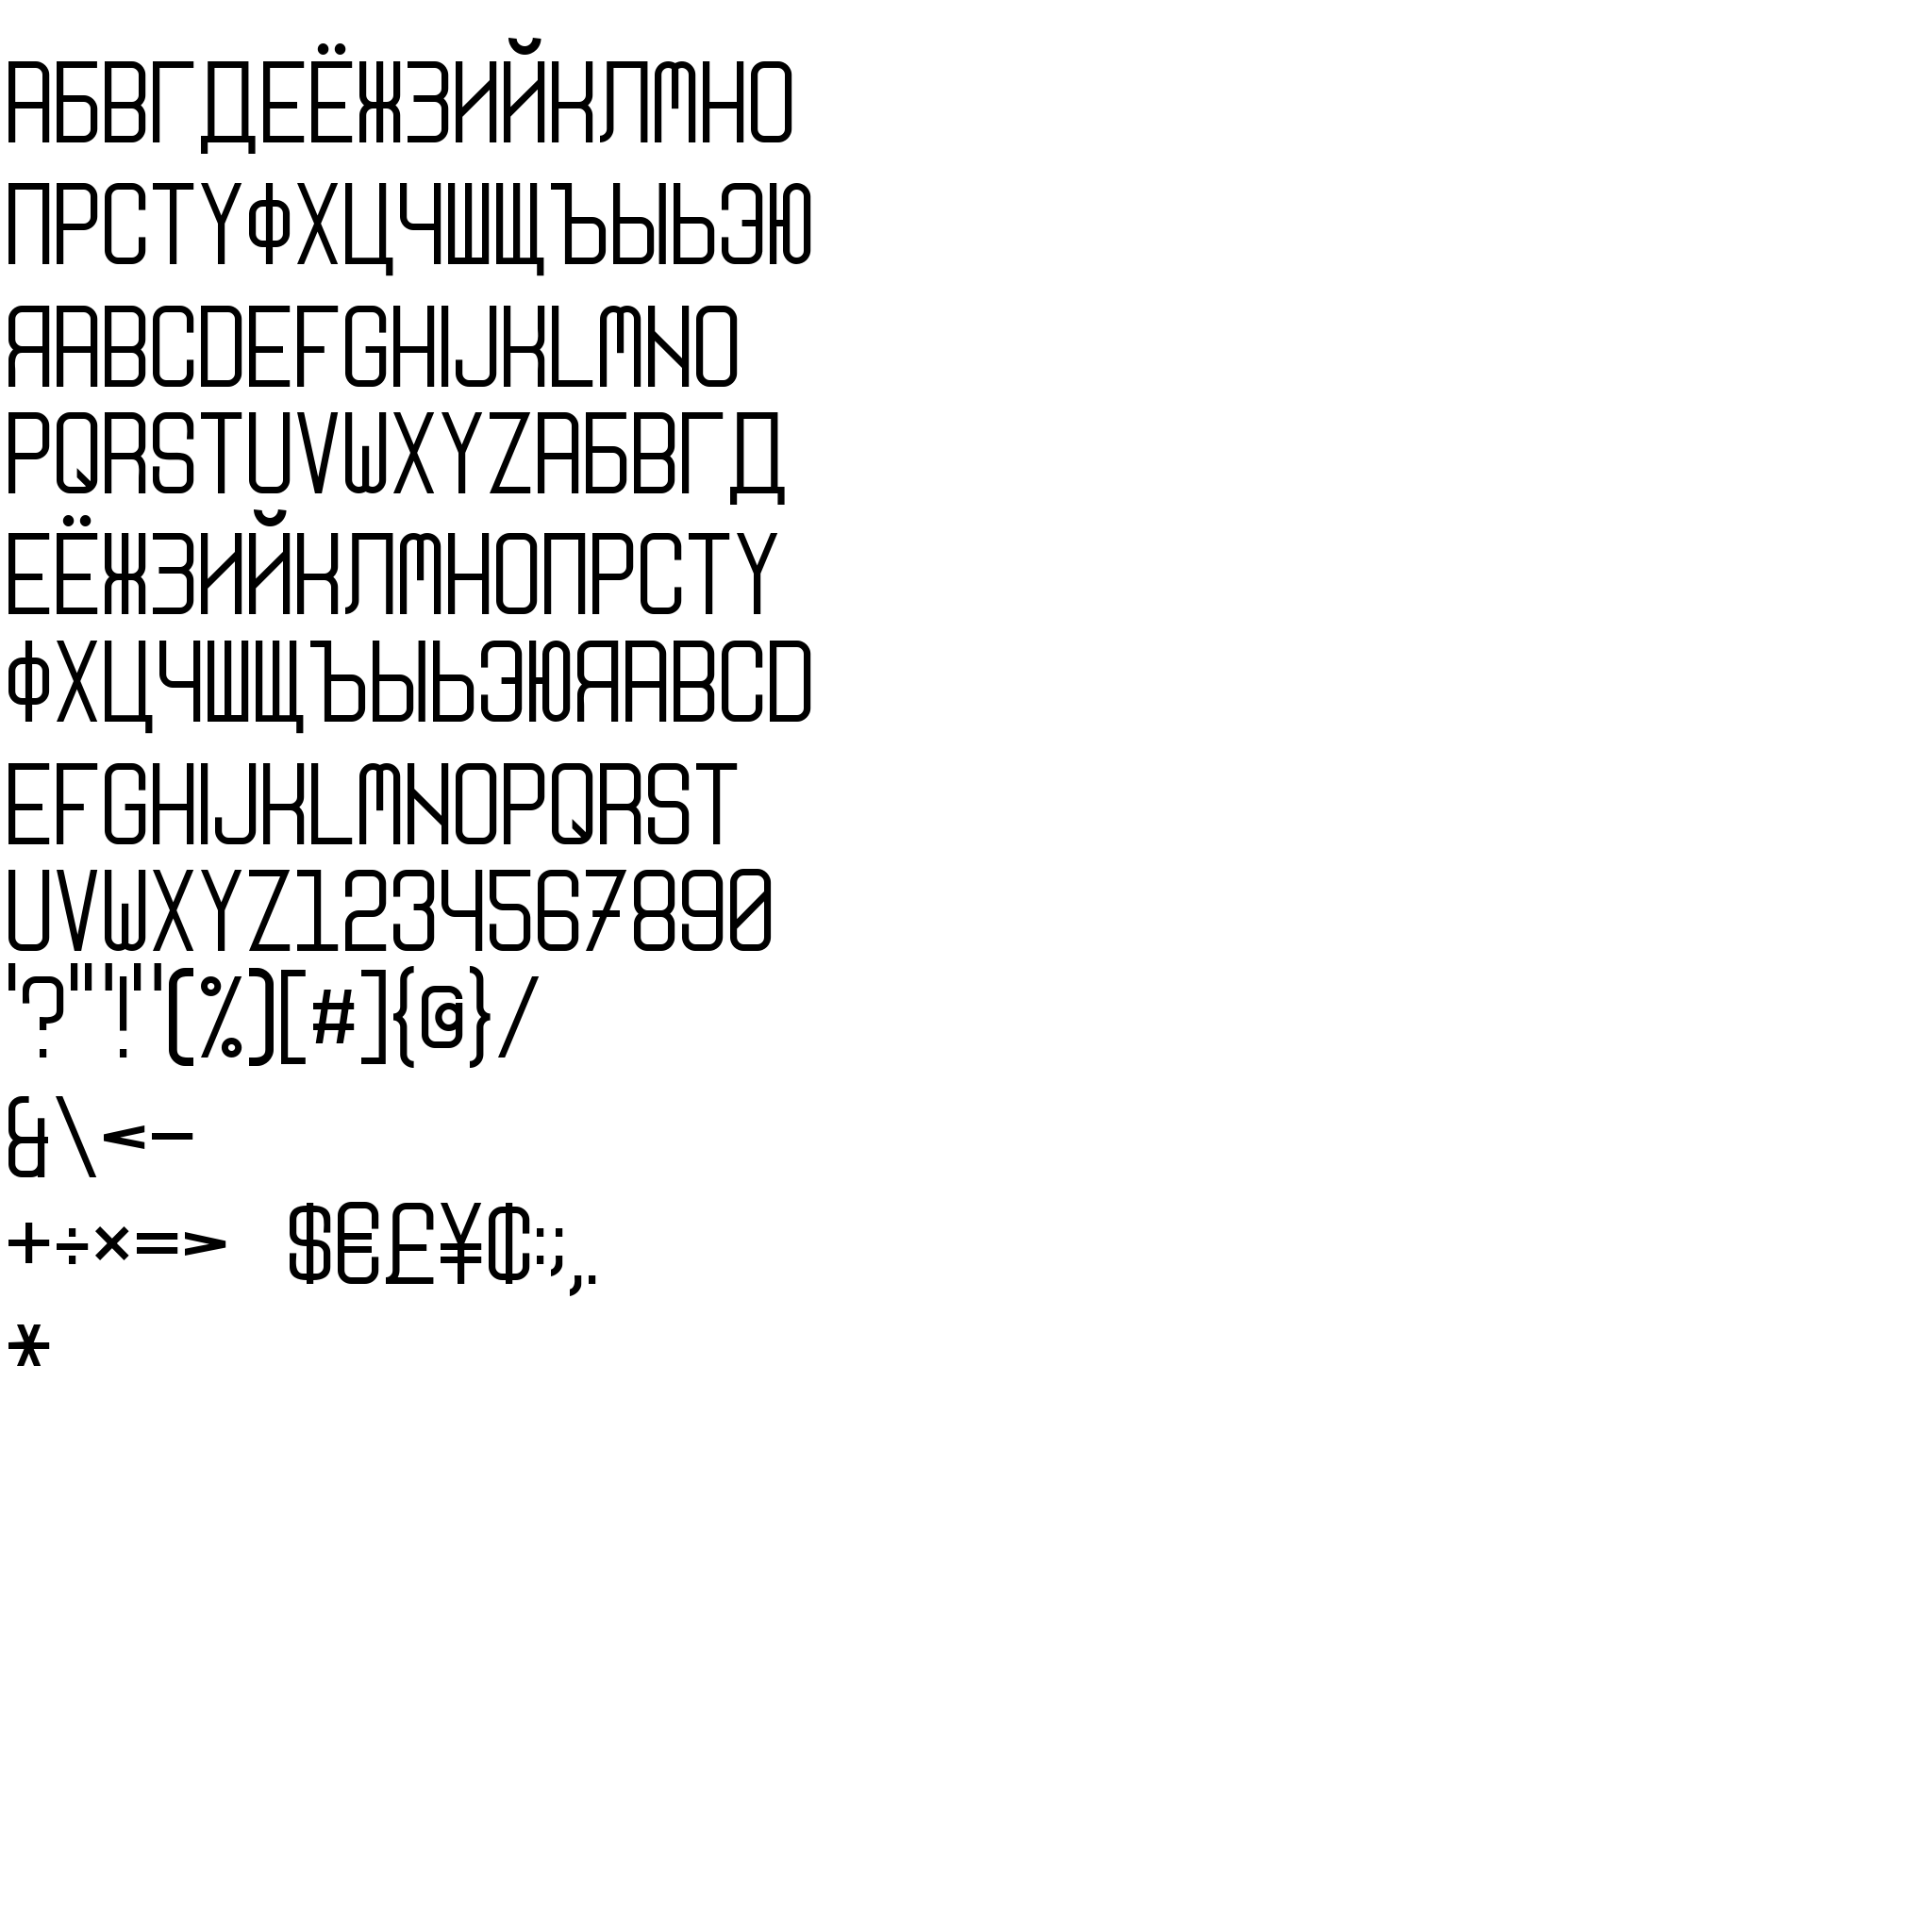 АБВГДЕЁЖЗИЙКЛМНО
ПРСТУФХЦЧШЩЪЫЬЭЮ
ЯABCDEFGHIJKLMNO
PQRSTUVWXYZАБВГД
ЕЁЖЗИЙКЛМНОПРСТУ
ФХЦЧШЩЪЫЬЭЮЯABCD
EFGHIJKLMNOPQRST
UVWXYZ1234567890
'?"'!"(%)[#]{@}/
&\<-
+÷×=> $€£¥¢:;,.
*